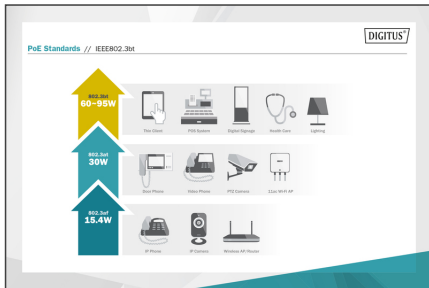 DIGITUS®
PoE Standards // IEEE802.3bt
802.3bt
60-95W
Thin Client
POS System
Digital Signage
Health Care
Lighting
802.3at
30W
Door Phone
Video Phone
PTZ Camera
11ac Wi-Fi AP
802.3af
15.4W
IP Phone
IP Camera
Wireless AP/Router